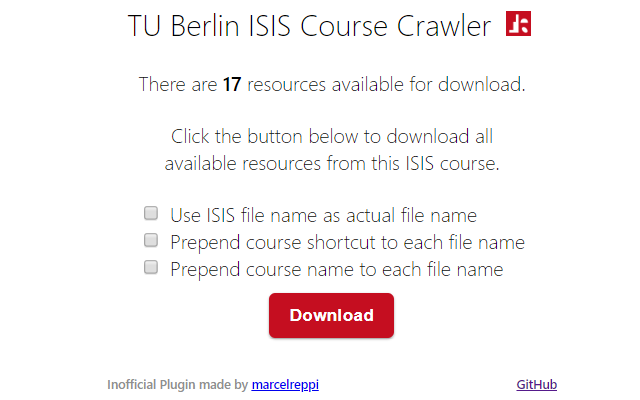 TU Berlin ISIS Course Crawler
There are 17 resources available for download.
Click the button below to download all
available resources from this ISIS course.
Use ISIS file name as actual file name
Prepend course shortcut to each file name
Prepend course name to each file name
Download
Inofficial Plugin made by marcelreppi
GitHub